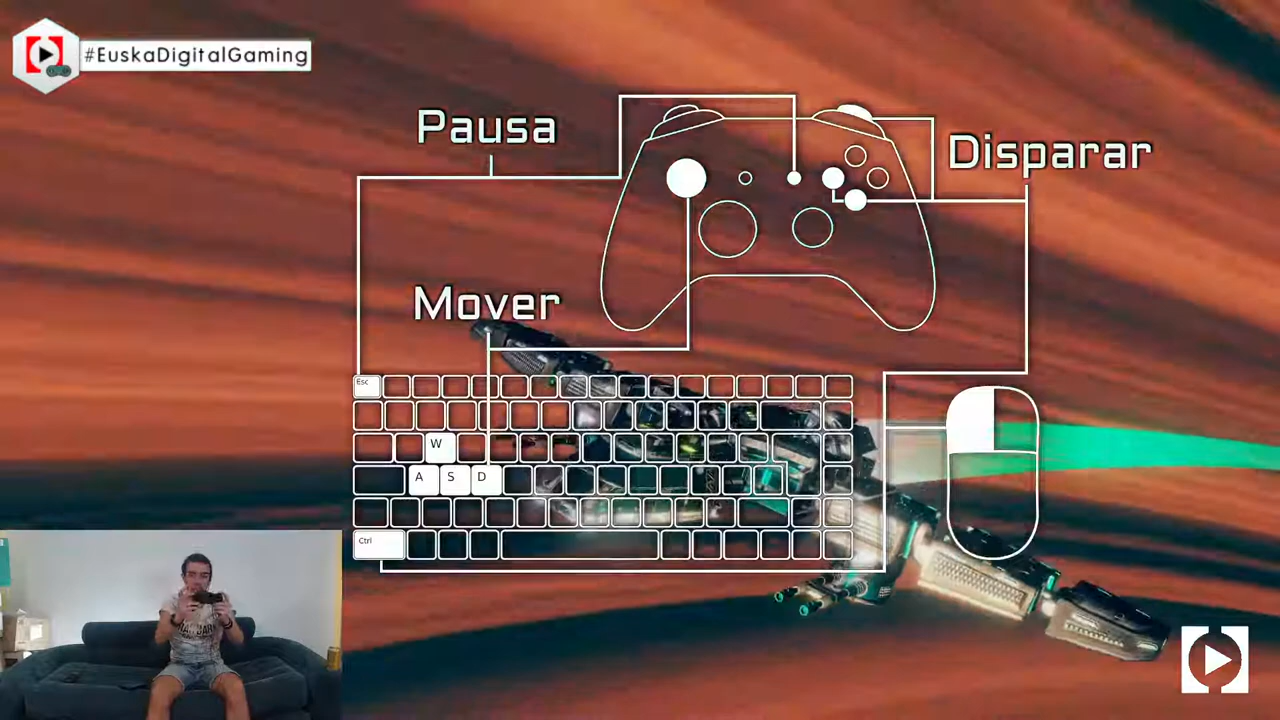 #EuskaDigitalGaming
Pausa
Disparar
Mover
Esc
W
A S D
Ctrl